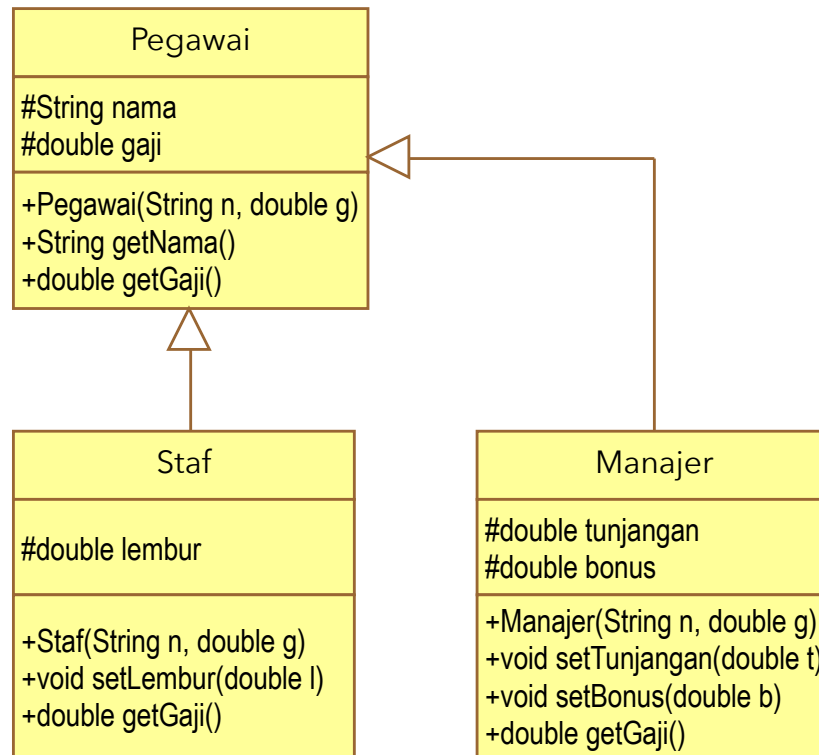 Pegawai
#String nama
#double gaji
+Pegawai(String n, double g)
+String getNama()
+double getGaji()
Staf
#double lembur
+Staf(String n, double g)
+void setLembur(double l)
+double getGaji()
Manajer
#double tunjangan
#double bonus
+Manajer(String n, double g)
+void setTunjangan(double t)
+void setBonus(double b)
+double getGaji()